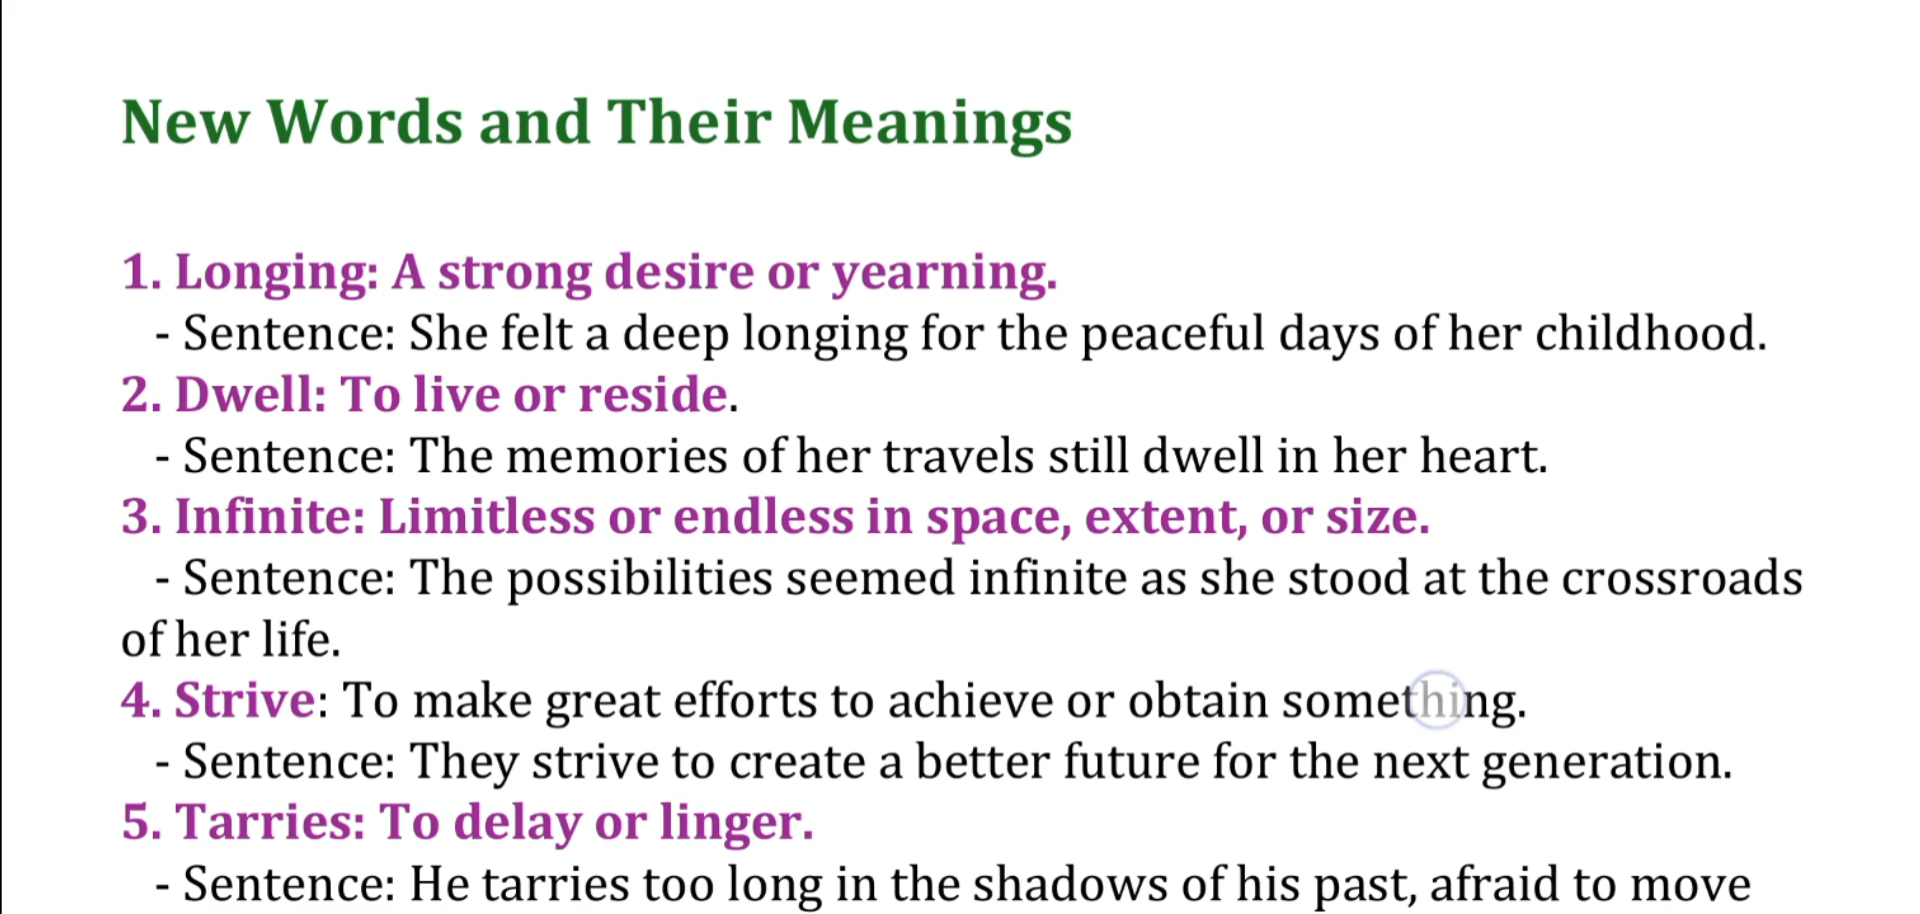 New Words and Their Meanings
1. Longing: A strong desire or yearning.
- Sentence: She felt a deep longing for the peaceful days of her childhood.
2. Dwell: To live or reside.
- Sentence: The memories of her travels still dwell in her heart.
3. Infinite: Limitless or endless in space, extent, or size.
- Sentence: The possibilities seemed infinite as she stood at the crossroads
of her life.
4. Strive: To make great efforts to achieve or obtain something.
- Sentence: They strive to create a better future for the next generation.
5. Tarries: To delay or linger.
- Sentence: He tarries too long in the shadows of his past, afraid to move